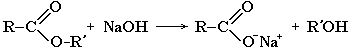 R—C(=O)O—R′ + NaOH ⟶ R—C(=O)O⁻Na⁺ + R′OH